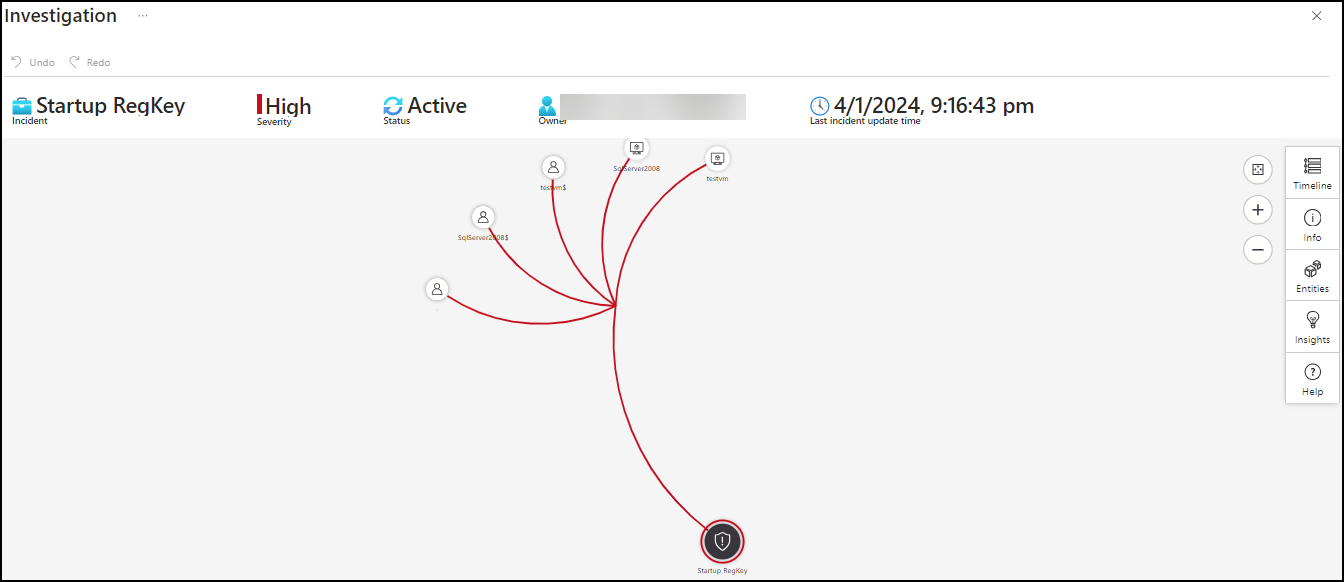 Investigation ...
Undo Redo
Startup RegKey High Active 4/1/2024, 9:16:43 pm
Incident Severity Status Owner Last incident update time
SqlServer2008
testvm
testvm$
SqlServer2008$
Startup RegKey
Timeline
Info
Entities
Insights
Help